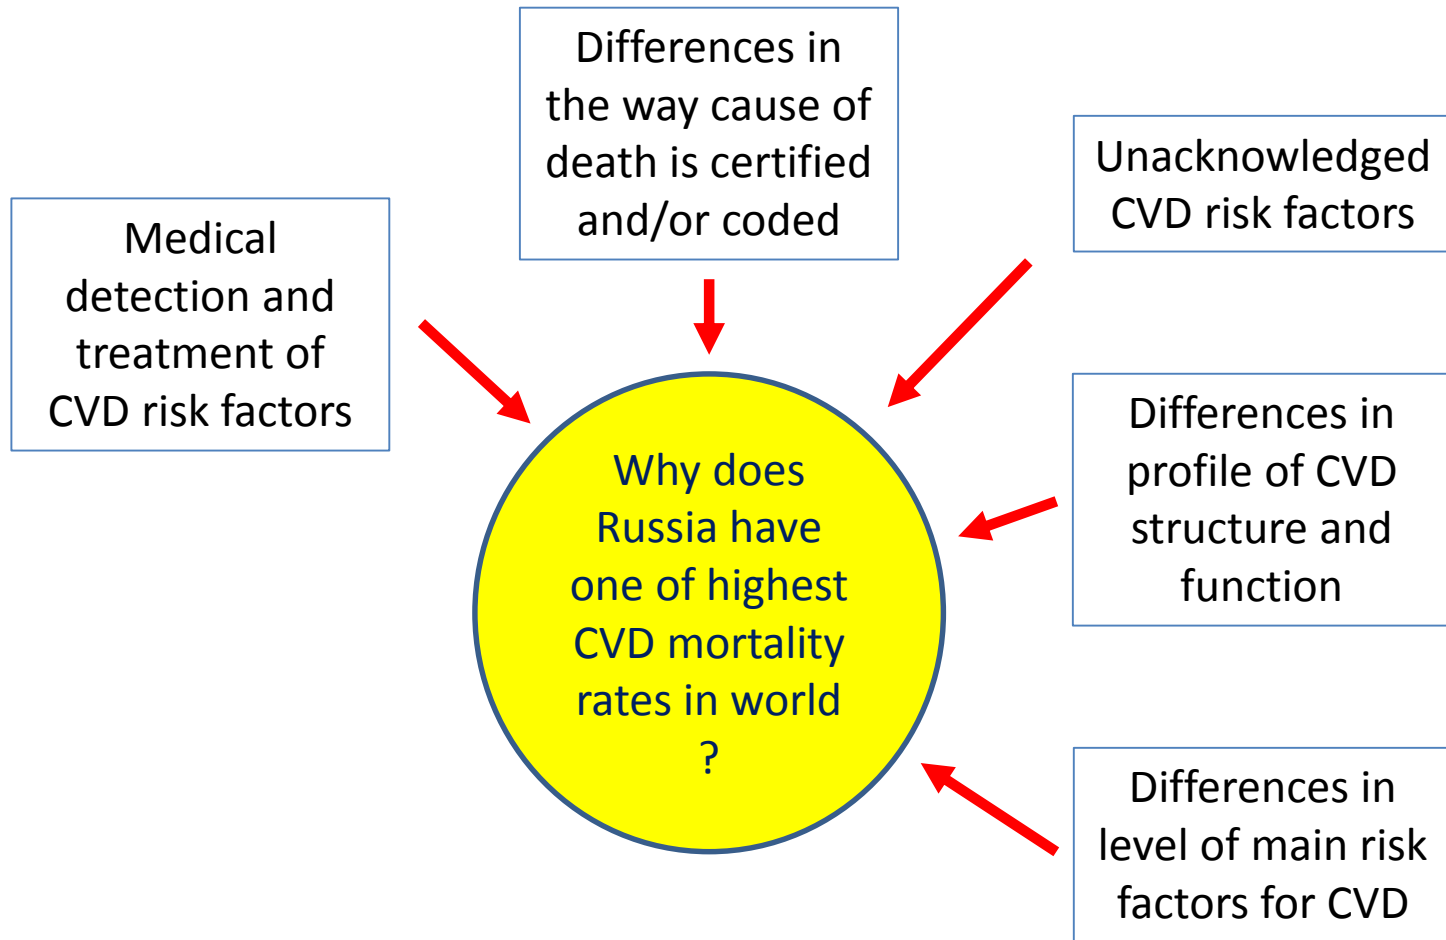 Differences in
the way cause of
death is certified
and/or coded
Unacknowledged
CVD risk factors
Medical
detection and
treatment of
CVD risk factors
Differences in
profile of CVD
structure and
function
Why does
Russia have
one of highest
CVD mortality
rates in world
?
Differences in
level of main risk
factors for CVD